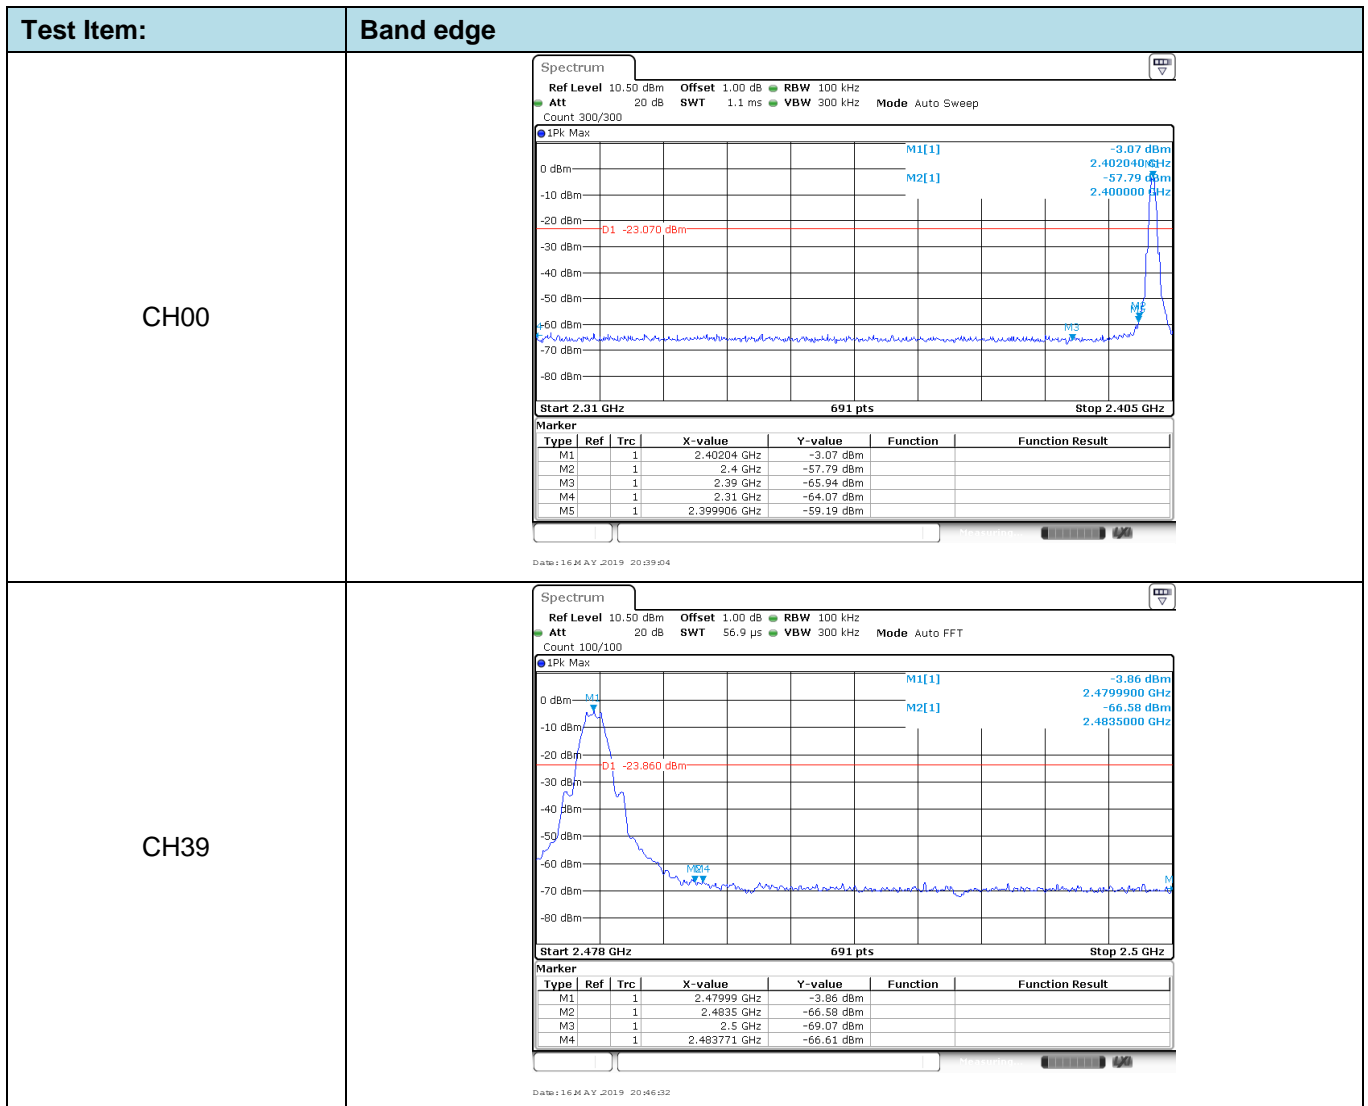 Test Item: Band edge
CH00
Spectrum
Ref Level 10.50 dBm Offset 1.00 dB RBW 100 kHz
Att 20 dB SWT 1.1 ms VBW 300 kHz Mode Auto Sweep
Count 300/300
1Pk Max
M1[1] -3.07 dBm
2.402040 GHz
M2[1] -57.79 dBm
2.400000 GHz
M1
0 dBm
-10 dBm
-20 dBm
D1 -23.070 dBm
-30 dBm
-40 dBm
-50 dBm
-60 dBm
M3
-70 dBm
-80 dBm
Start 2.31 GHz 691 pts Stop 2.405 GHz
Marker
Type Ref Trc X-value Y-value Function Function Result
M1 1 2.40204 GHz -3.07 dBm
M2 1 2.4 GHz -57.79 dBm
M3 1 2.39 GHz -65.94 dBm
M4 1 2.31 GHz -64.07 dBm
M5 1 2.399906 GHz -59.19 dBm
Measuring...
Date: 16.MAY.2019 20:39:04
CH39
Spectrum
Ref Level 10.50 dBm Offset 1.00 dB RBW 100 kHz
Att 20 dB SWT 56.9 µs VBW 300 kHz Mode Auto FFT
Count 100/100
1Pk Max
M1[1] -3.86 dBm
2.4799900 GHz
M2[1] -66.58 dBm
2.4835000 GHz
0 dBm M1
-10 dBm
-20 dBm
D1 -23.860 dBm
-30 dBm
-40 dBm
-50 dBm
-60 dBm
M2 M4
-70 dBm
-80 dBm
Start 2.478 GHz 691 pts Stop 2.5 GHz
Marker
Type Ref Trc X-value Y-value Function Function Result
M1 1 2.47999 GHz -3.86 dBm
M2 1 2.4835 GHz -66.58 dBm
M3 1 2.5 GHz -69.07 dBm
M4 1 2.483771 GHz -66.61 dBm
Measuring...
Date: 16.MAY.2019 20:46:32